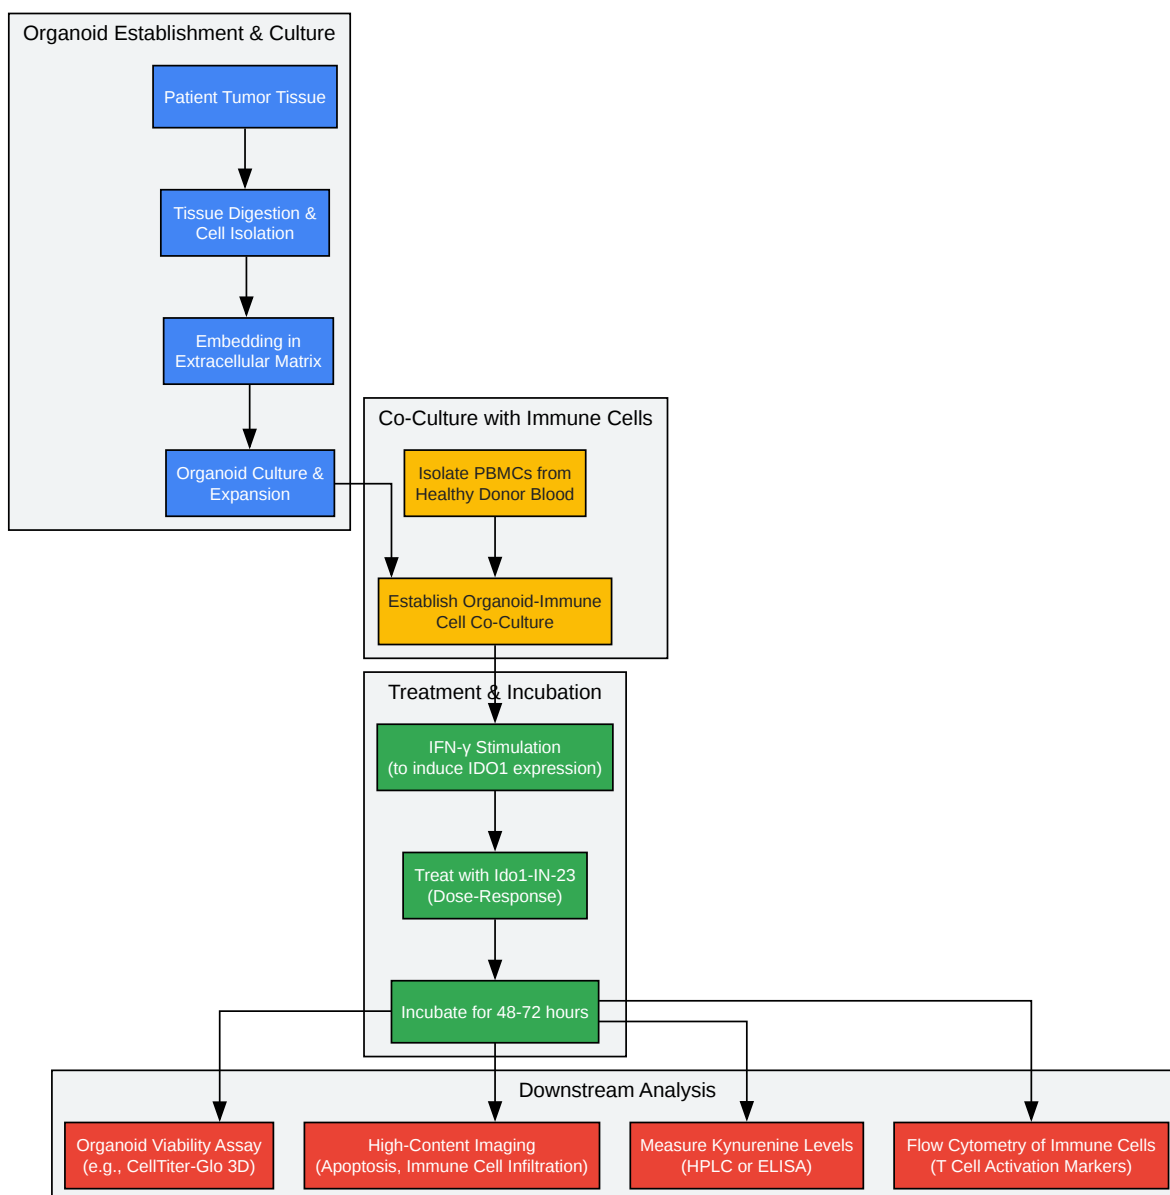 Organoid Establishment & Culture
Patient Tumor Tissue
Tissue Digestion &
Cell Isolation
Embedding in
Extracellular Matrix
Organoid Culture &
Expansion
Co-Culture with Immune Cells
Isolate PBMCs from
Healthy Donor Blood
Establish Organoid-Immune
Cell Co-Culture
Treatment & Incubation
IFN-γ Stimulation
(to induce IDO1 expression)
Treat with Ido1-IN-23
(Dose-Response)
Incubate for 48-72 hours
Downstream Analysis
Organoid Viability Assay
(e.g., CellTiter-Glo 3D)
High-Content Imaging
(Apoptosis, Immune Cell Infiltration)
Measure Kynurenine Levels
(HPLC or ELISA)
Flow Cytometry of Immune Cells
(T Cell Activation Markers)